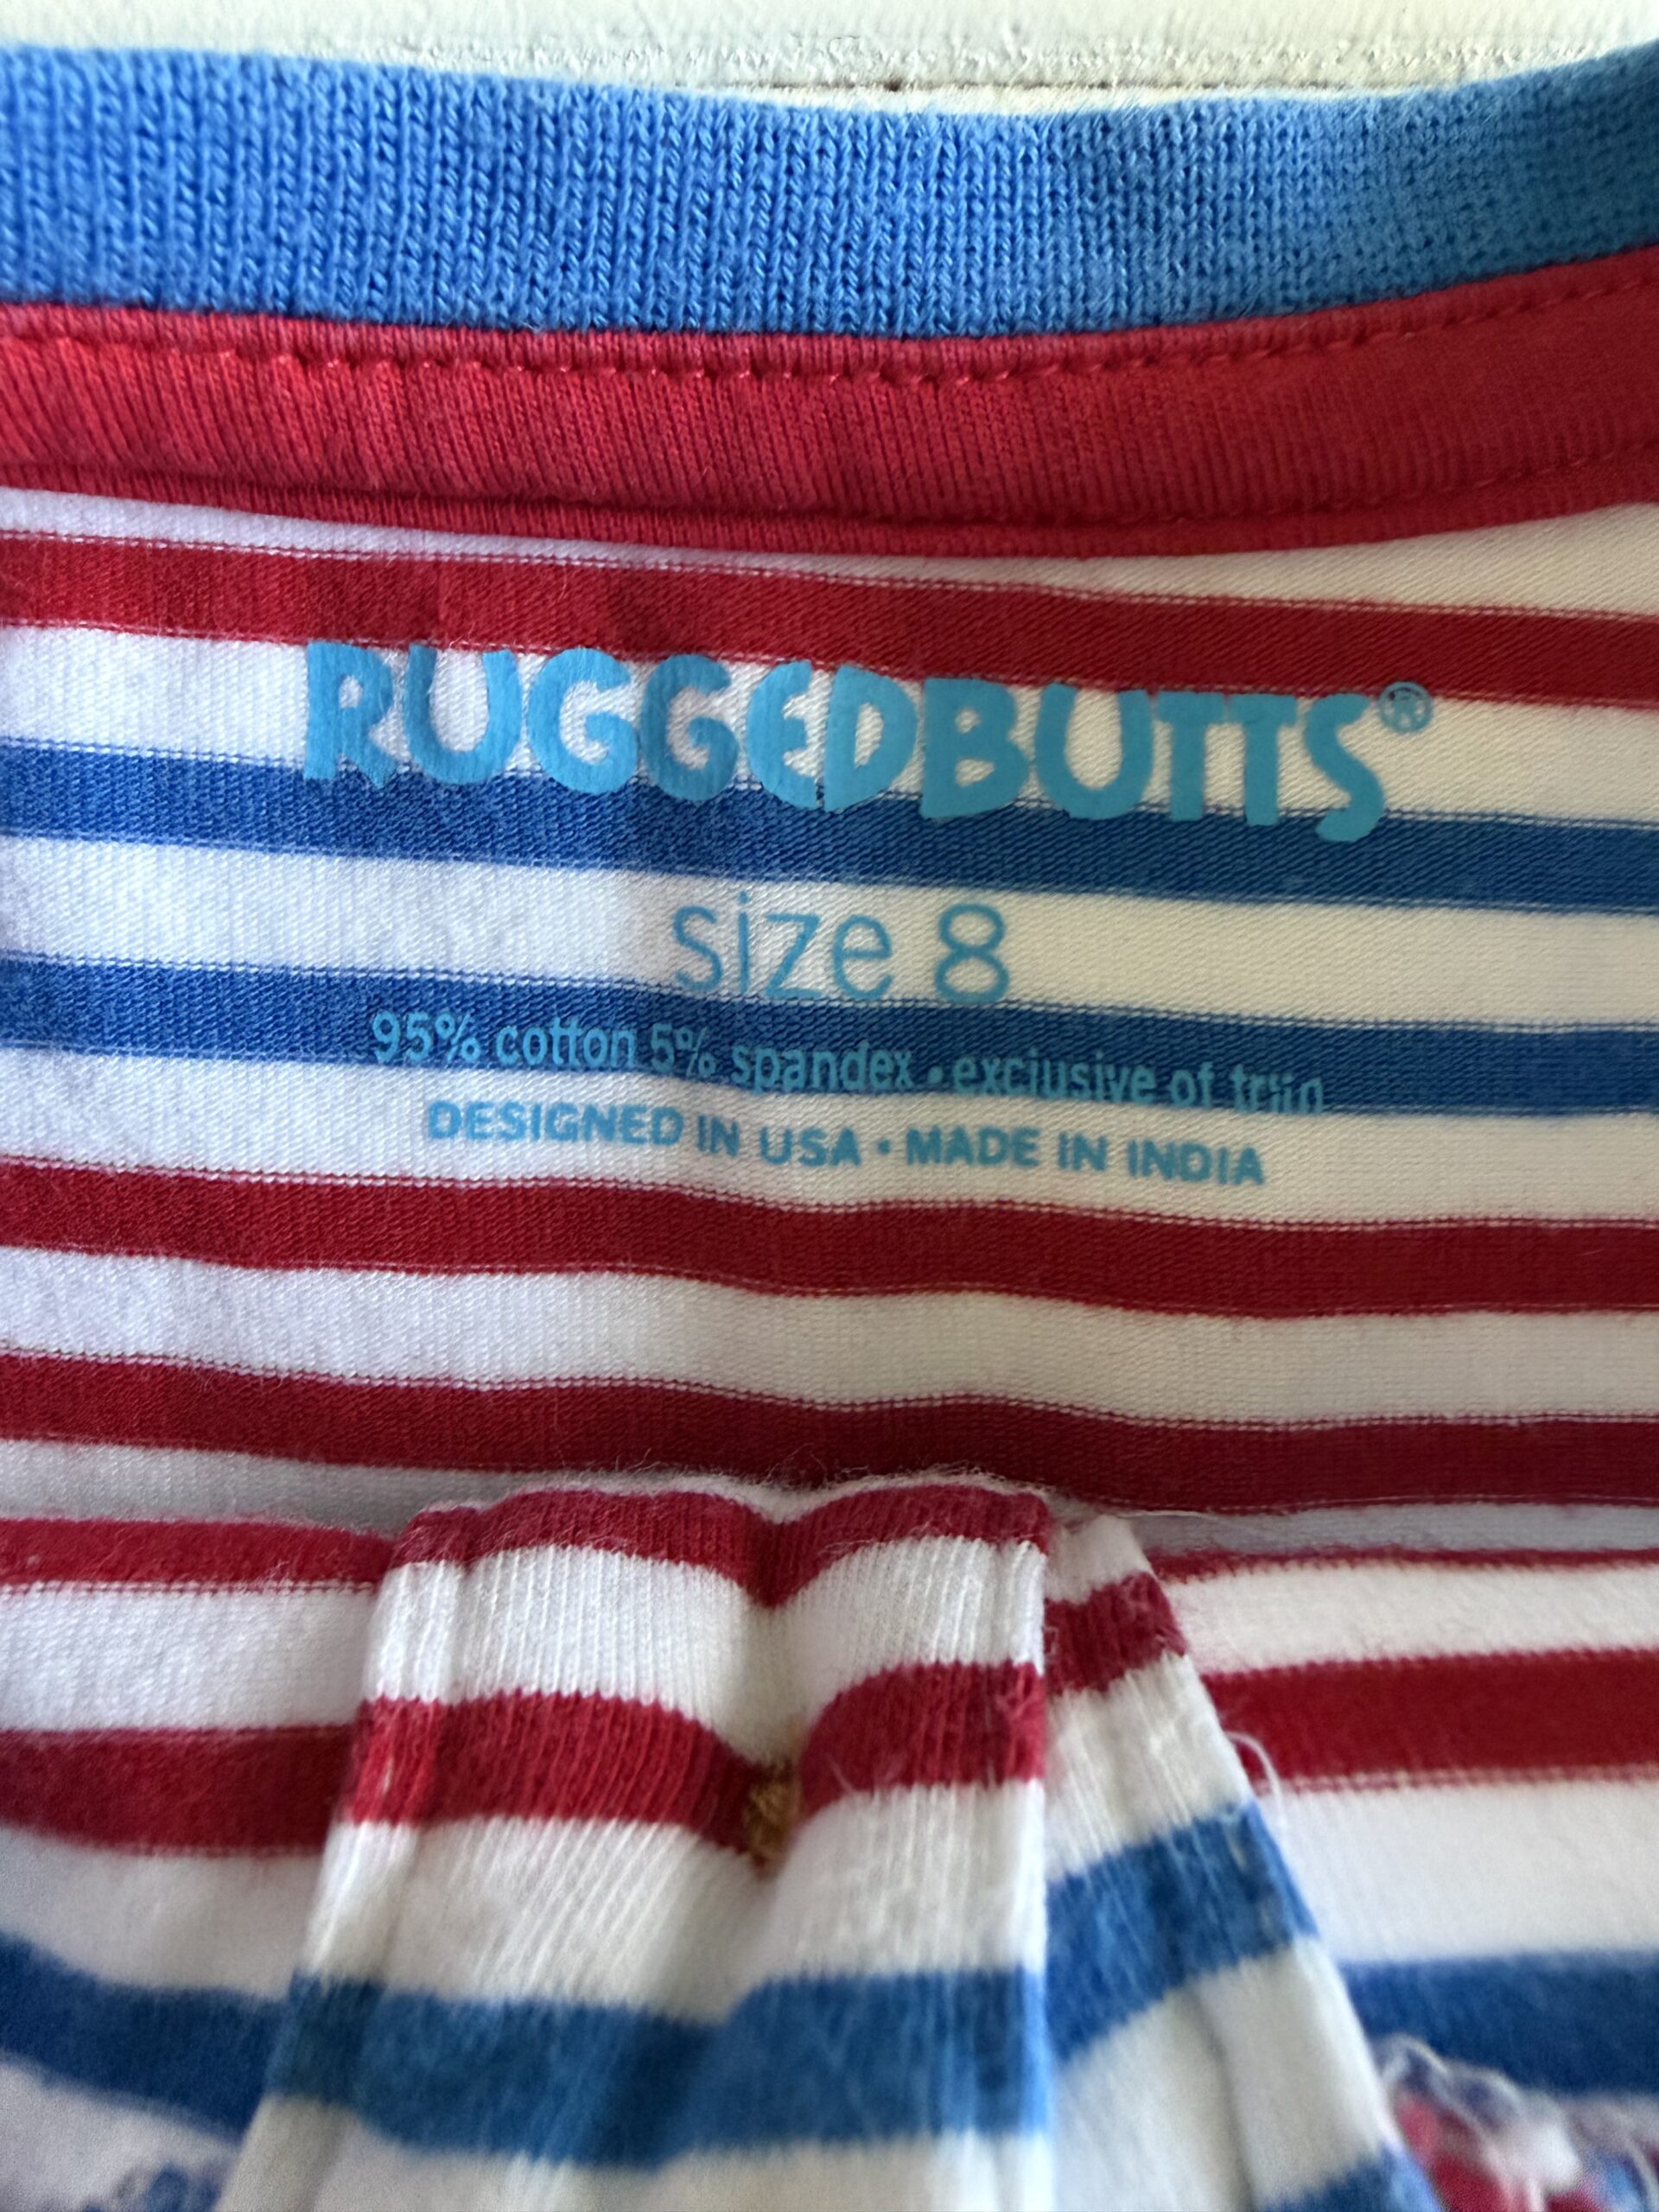 RUGGEDBUTTS®
size 8
95% cotton 5% spandex • exclusive of trim
DESIGNED IN USA • MADE IN INDIA